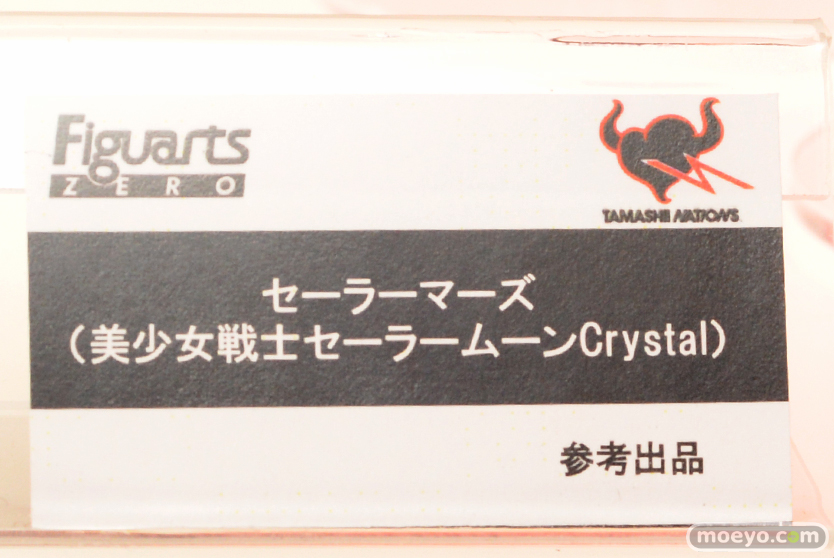 Figuarts
ZERO
TAMASHII NATIONS
セーラーマーズ
（美少女戦士セーラームーンCrystal）
参考出品
moeyo.com